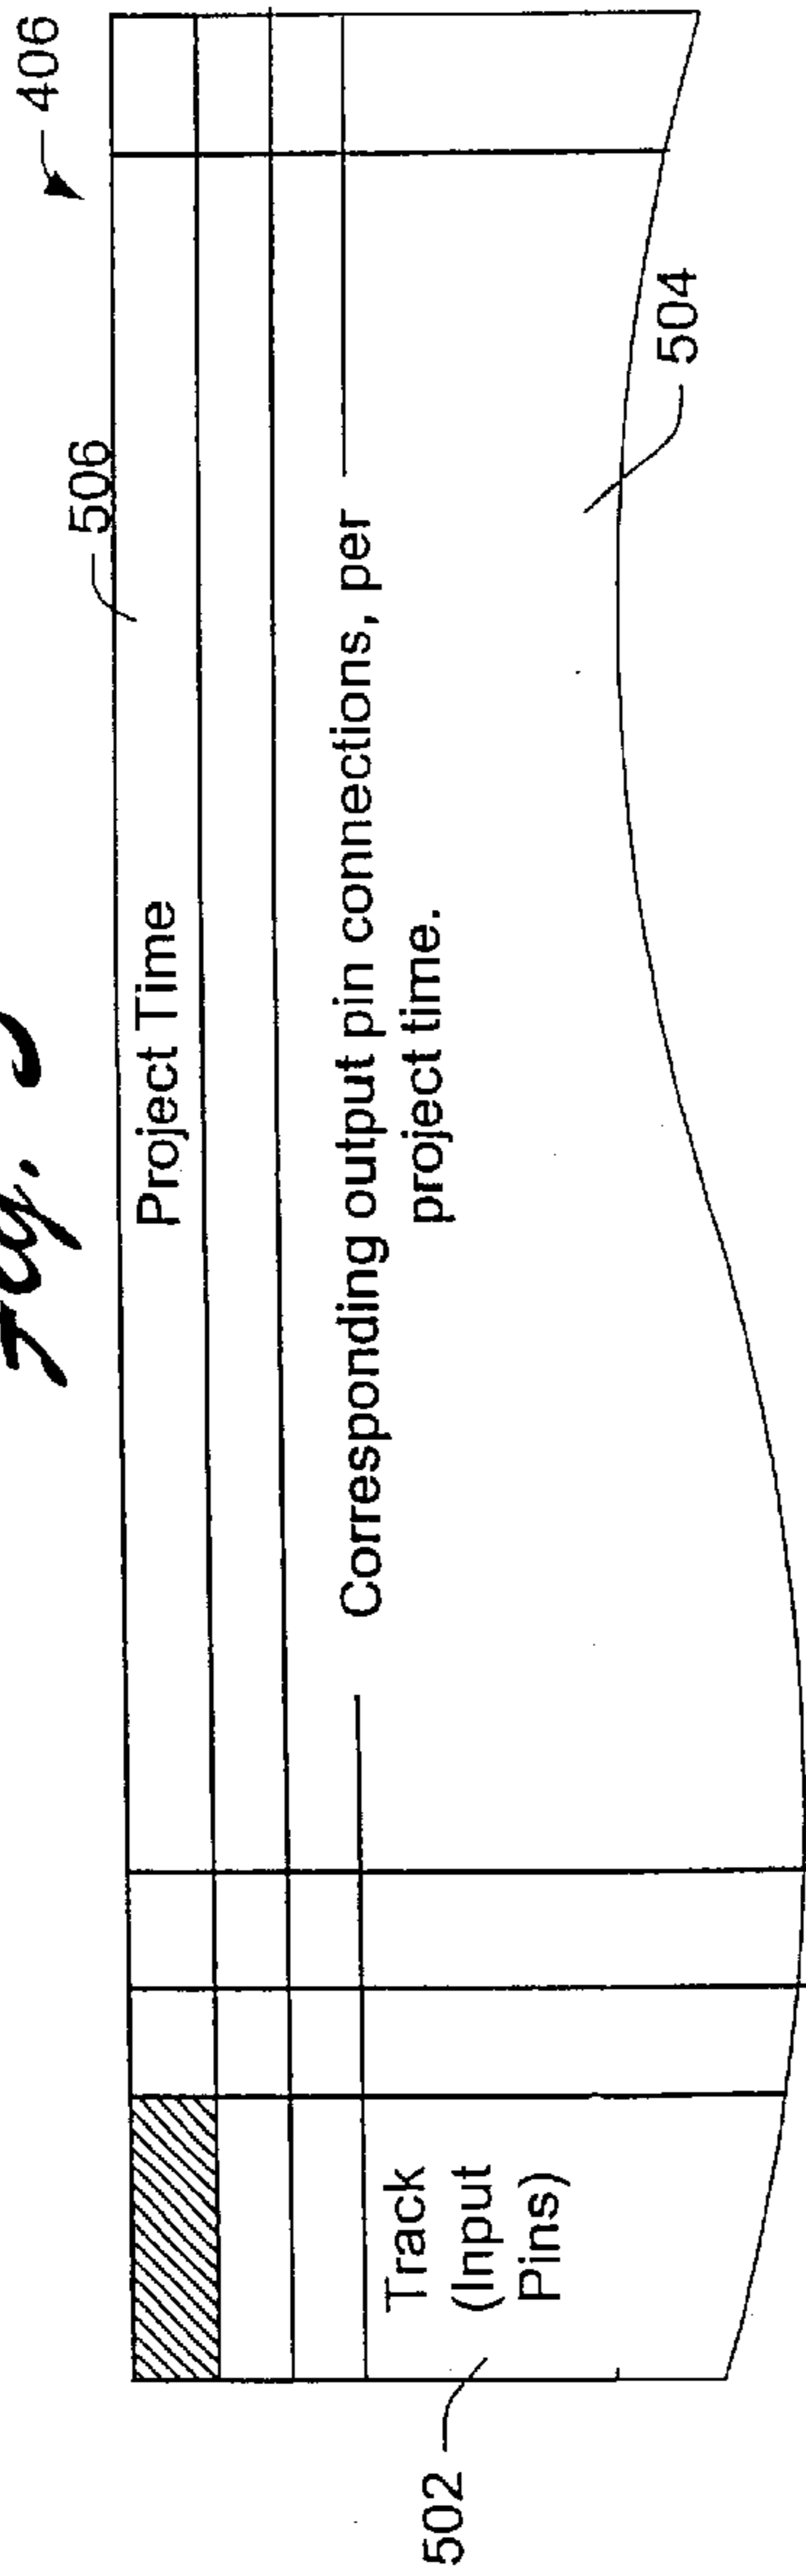 406
506
Project Time
Corresponding output pin connections, per
project time.
504
Track
(Input
Pins)
502